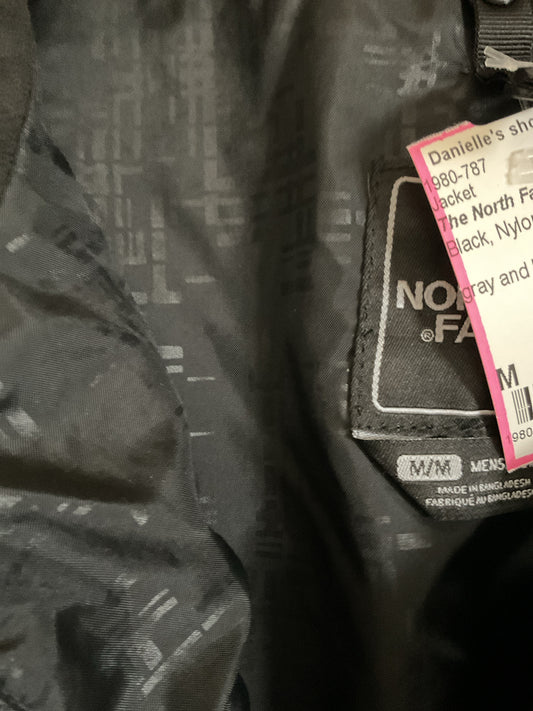 Danielle's sho
1980-787
Jacket
The North Fa
Black, Nylo
gray and
M
1980
NO
®FA
M/M MENS
MADE IN BANGLADESH
FABRIQUÉ AU BANGLADESH